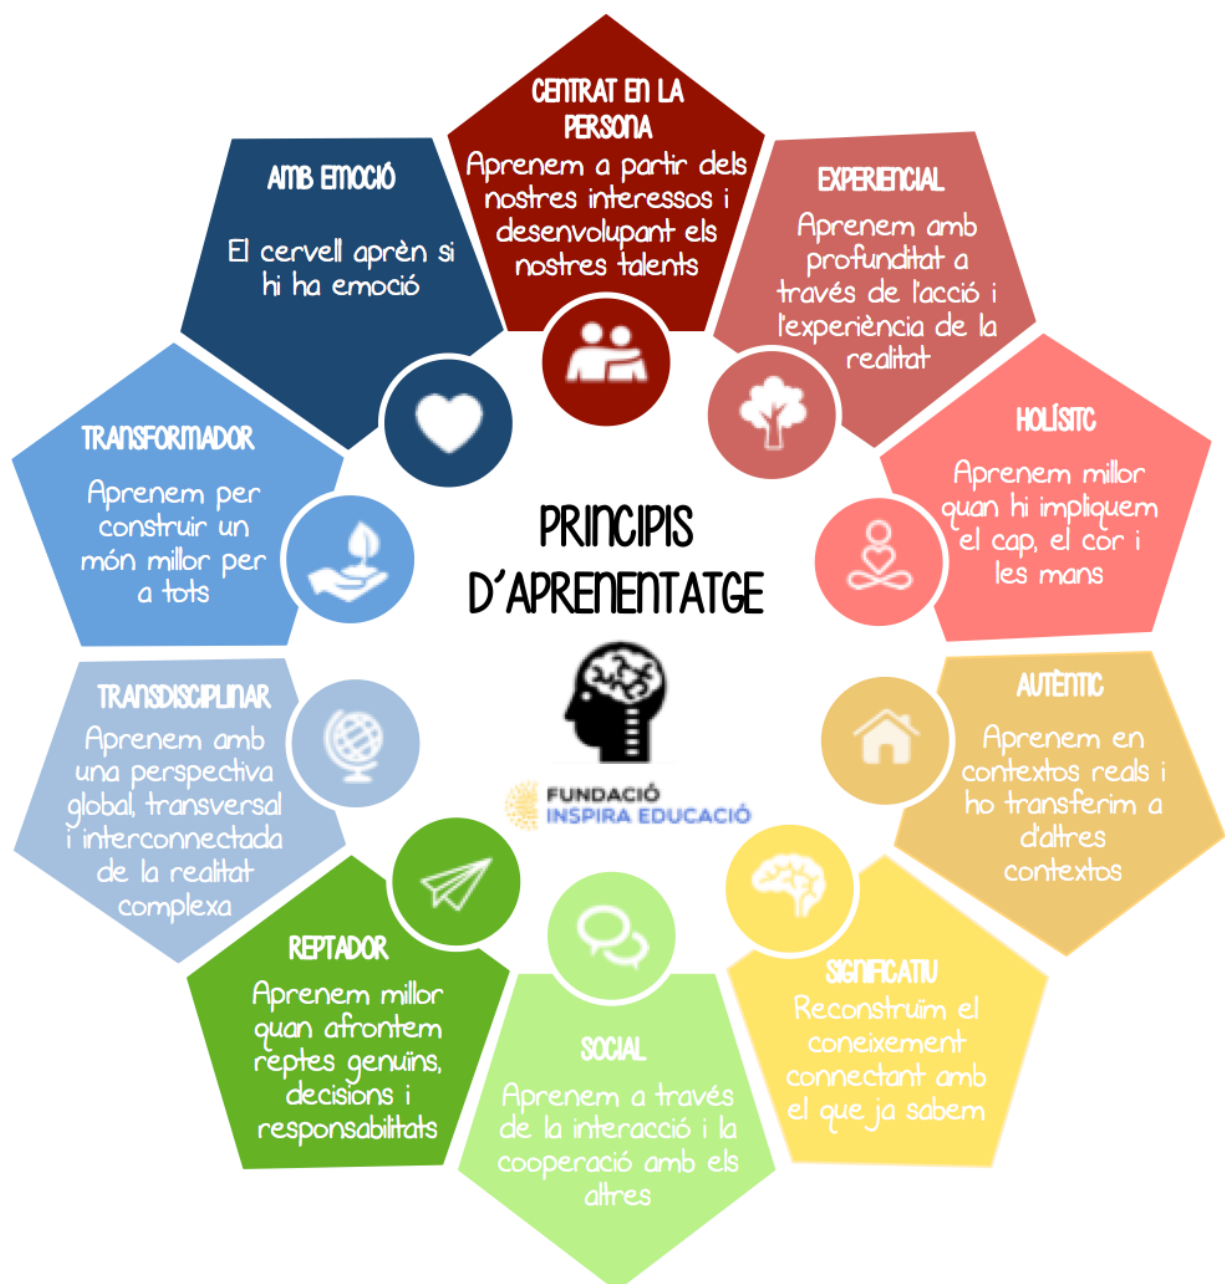 CENTRAT EN LA
PERSONA
Aprenem a partir dels
nostres interessos i
desenvolupant els
nostres talents
EXPERIENCIAL
Aprenem amb
profunditat a
través de l'acció i
l'experiència de la
realitat
HOLÍSITC
Aprenem millor
quan hi impliquem
el cap, el cor i
les mans
AUTÈNTIC
Aprenem en
contextos reals i
ho transferim a
d'altres
contextos
SIGNIFICATIU
Reconstruïm el
coneixement
connectant amb
el que ja sabem
SOCIAL
Aprenem a través
de la interacció i la
cooperació amb els
altres
REPTADOR
Aprenem millor
quan afrontem
reptes genuïns,
decisions i
responsabilitats
TRANSDISCIPLINAR
Aprenem amb
una perspectiva
global, transversal
i interconnectada
de la realitat
complexa
TRANSFORMADOR
Aprenem per
construir un
món millor per
a tots
AMB EMOCIÓ
El cervell aprèn si
hi ha emoció
PRINCIPIS
D'APRENENTATGE
FUNDACIÓ
INSPIRA EDUCACIÓ